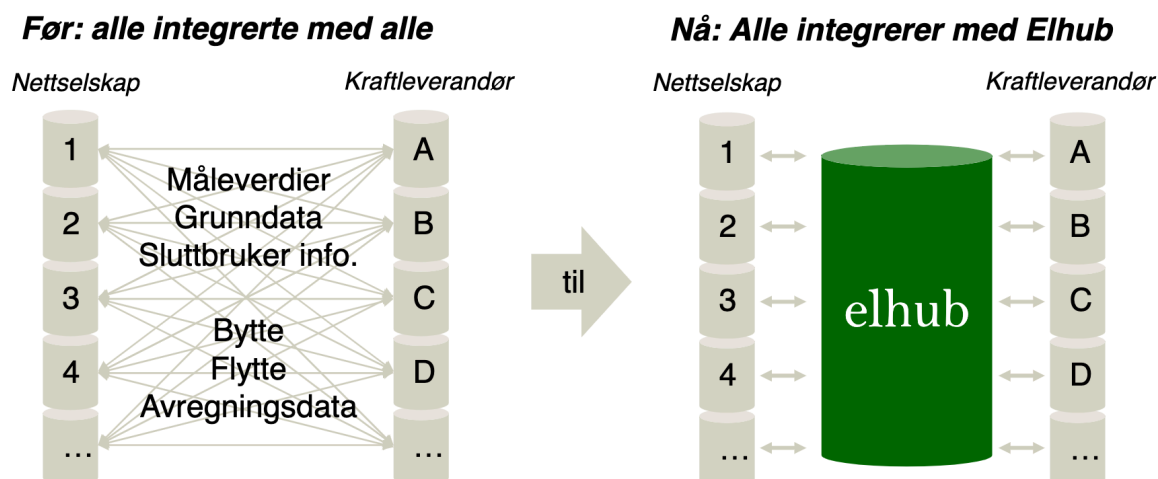 Før: alle integrerte med alle
Nettselskap
Kraftleverandør
1
A
Måleverdier
2
Grunndata
B
Sluttbruker info.
3
C
Bytte
4
Flytte
D
Avregningsdata
...
...
til
Nå: Alle integrerer med Elhub
Nettselskap
Kraftleverandør
1
A
2
B
3
elhub
C
4
D
...
...